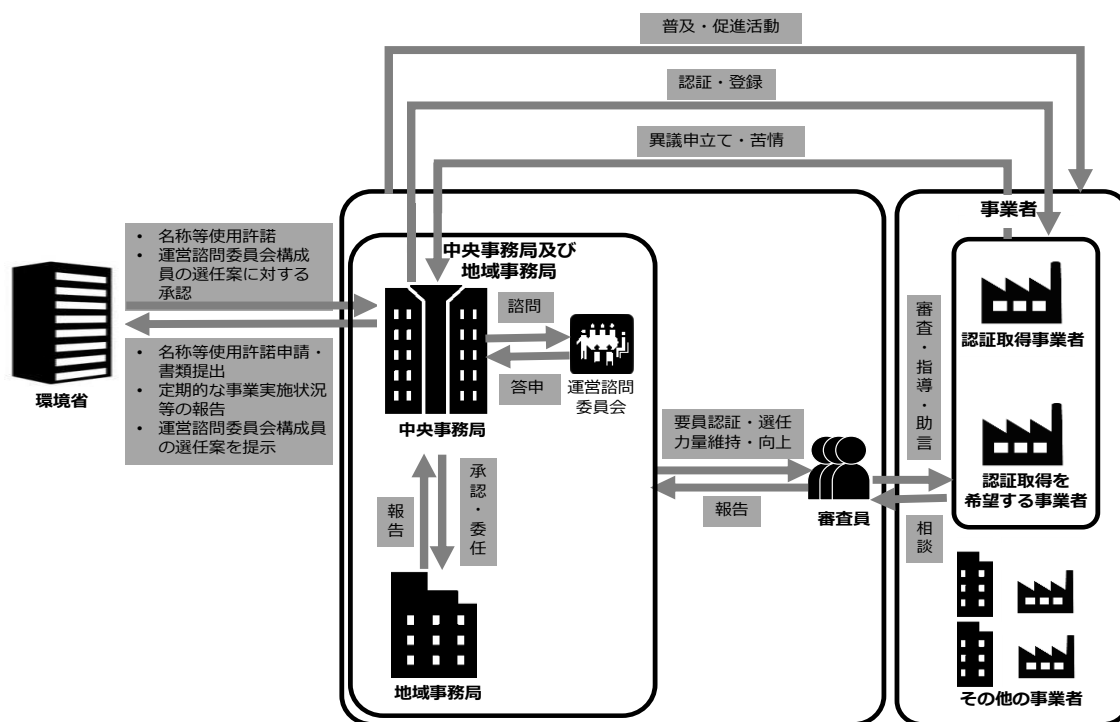 普及・促進活動
認証・登録
異議申立て・苦情
• 名称等使用許諾
• 運営諮問委員会構成
員の選任案に対する
承認
• 名称等使用許諾申請・
書類提出
• 定期的な事業実施状況
等の報告
• 運営諮問委員会構成員
の選任案を提示
環境省
中央事務局及び
地域事務局
諮問
答申
運営諮問
委員会
中央事務局
報告
承認・委任
地域事務局
要員認証・選任
力量維持・向上
報告
審査員
審査・指導・助言
相談
事業者
認証取得事業者
認証取得を
希望する事業者
その他の事業者